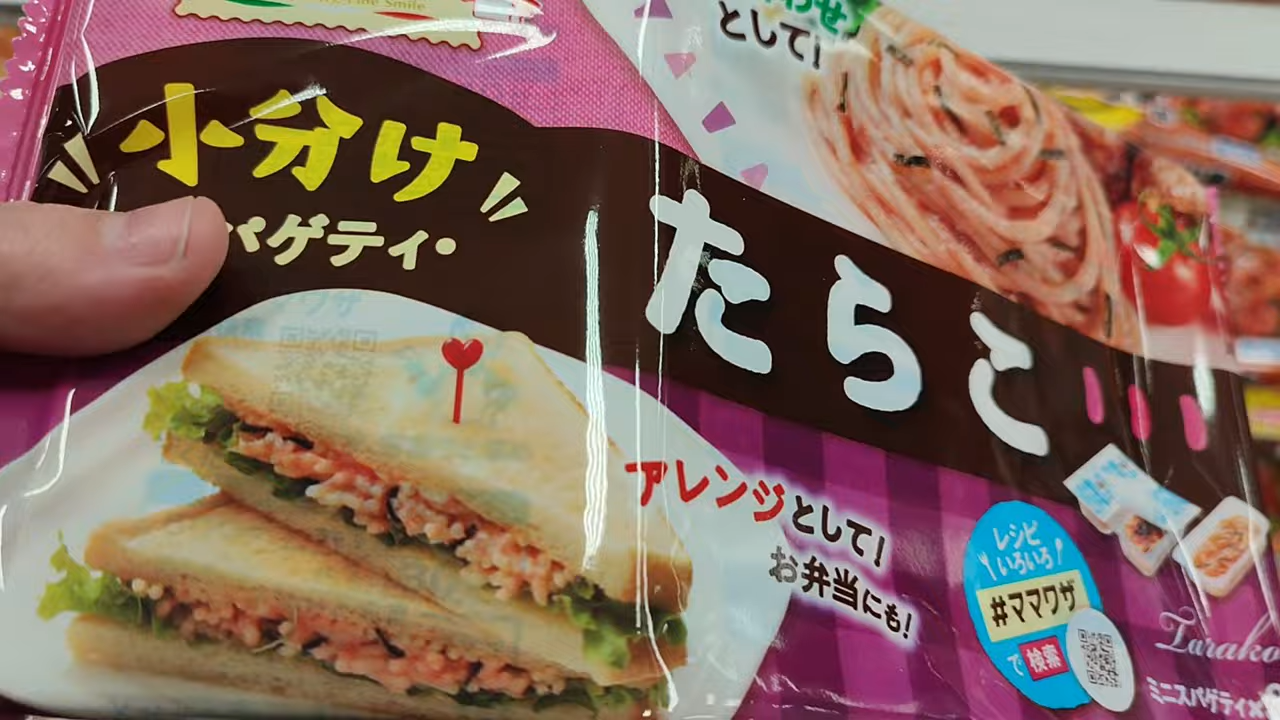 the Smile
として!
小分け
パゲティ・
たらこ
アレンジとして!
お弁当にも!
レシピ
いろいろ!
#ママワザ
で検索
Tarako
ミニスパゲティ×